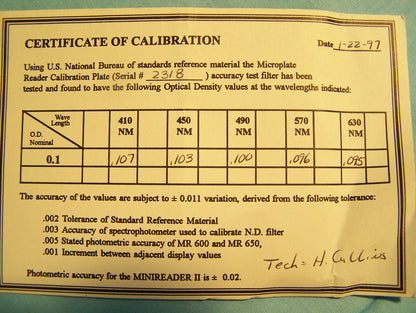 CERTIFICATE OF CALIBRATION Date 1-22-97
Using U.S. National Bureau of standards reference material the Microplate
Reader Calibration Plate (Serial # 2318 ) accuracy test filter has been
tested and found to have the following Optical Density values at the wavelengths indicated:
Wave Length O.D. Nominal 410 NM 450 NM 490 NM 570 NM 630 NM
0.1 .107 .103 .100 .096 .095
The accuracy of the values are subject to ± 0.011 variation, derived from the following tolerance:
.002 Tolerance of Standard Reference Material
.003 Accuracy of spectrophotometer used to calibrate N.D. filter
.005 Stated photometric accuracy of MR 600 and MR 650,
.001 Increment between adjacent display values
Tech = H. Cullins
Photometric accuracy for the MINIREADER II is ± 0.02.